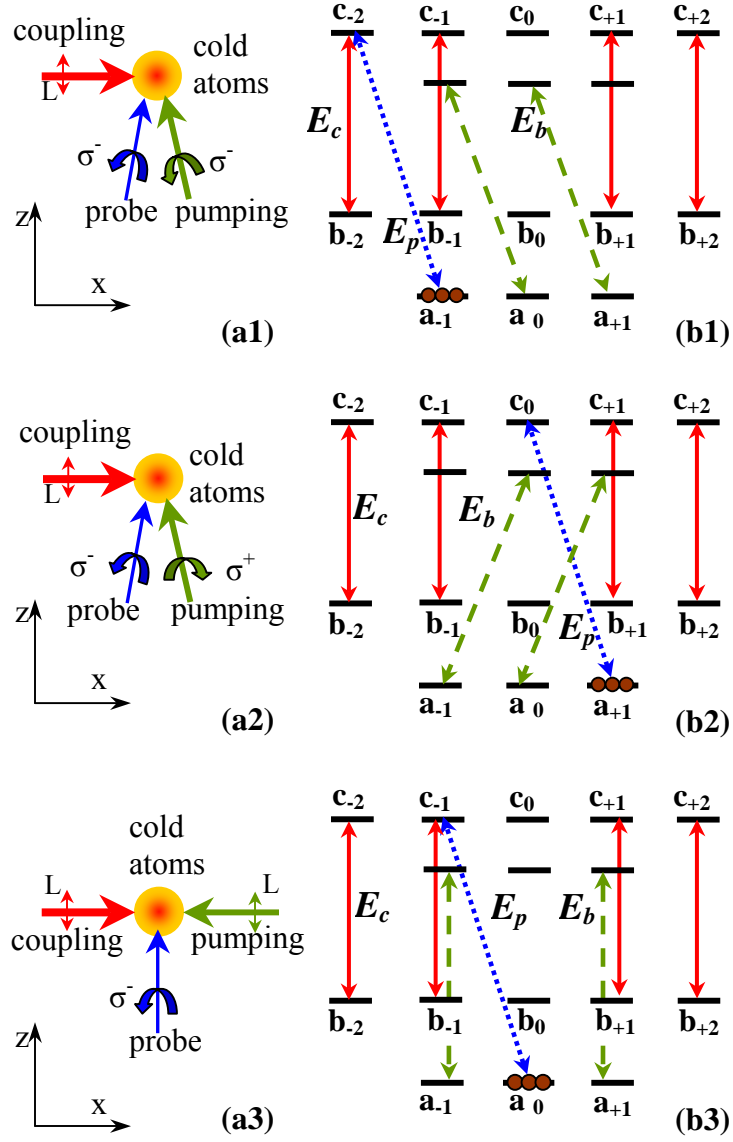 coupling
L
cold
atoms
σ-
σ-
probe
pumping
z
x
(a1)
c-2
c-1
c0
c+1
c+2
Ec
Eb
Ep
b-2
b-1
b0
b+1
b+2
a-1
a 0
a+1
(b1)
coupling
L
cold
atoms
σ-
σ+
probe
pumping
z
x
(a2)
c-2
c-1
c0
c+1
c+2
Ec
Eb
Ep
b-2
b-1
b0
b+1
b+2
a-1
a 0
a+1
(b2)
cold
atoms
L
L
coupling
pumping
σ-
probe
z
x
(a3)
c-2
c-1
c0
c+1
c+2
Ec
Ep
Eb
b-2
b-1
b0
b+1
b+2
a-1
a 0
a+1
(b3)